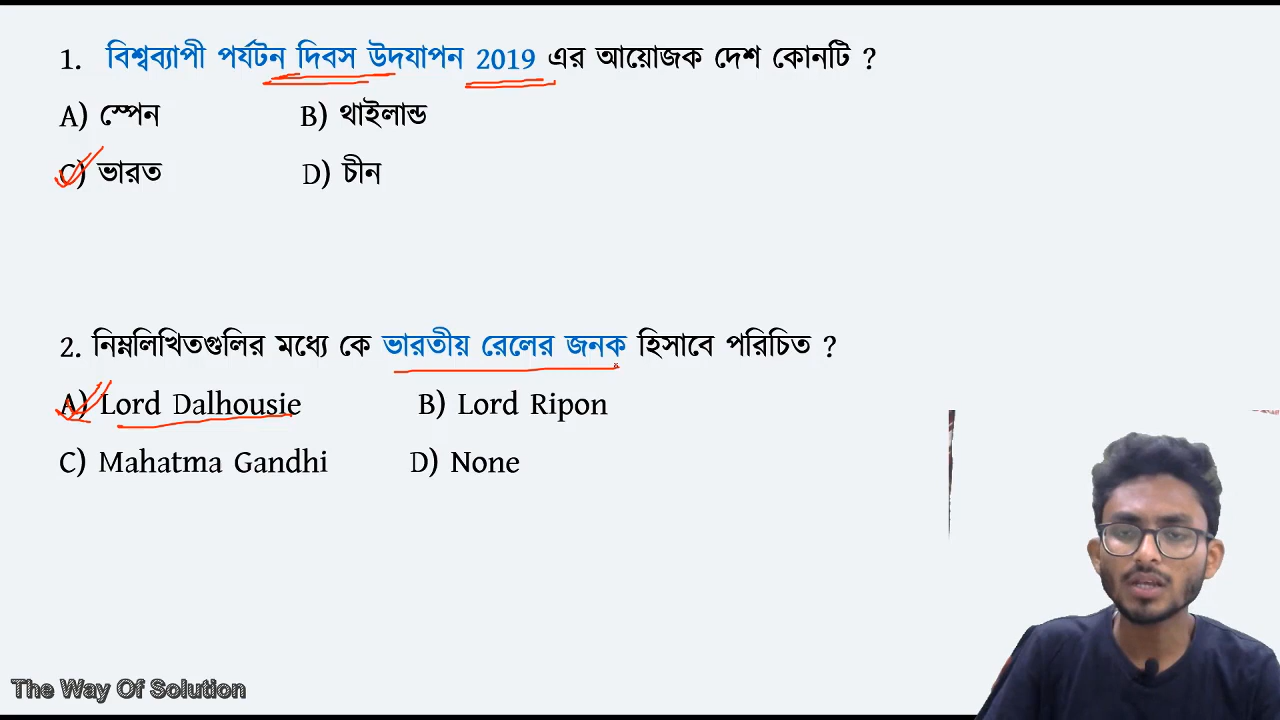 1. বিশ্বব্যাপী পর্যটন দিবস উদযাপন 2019 এর আয়োজক দেশ কোনটি ?
A) স্পেন B) থাইলান্ড
C) ভারত D) চীন
2. নিম্নলিখিতগুলির মধ্যে কে ভারতীয় রেলের জনক হিসাবে পরিচিত ?
A) Lord Dalhousie B) Lord Ripon
C) Mahatma Gandhi D) None
The Way Of Solution